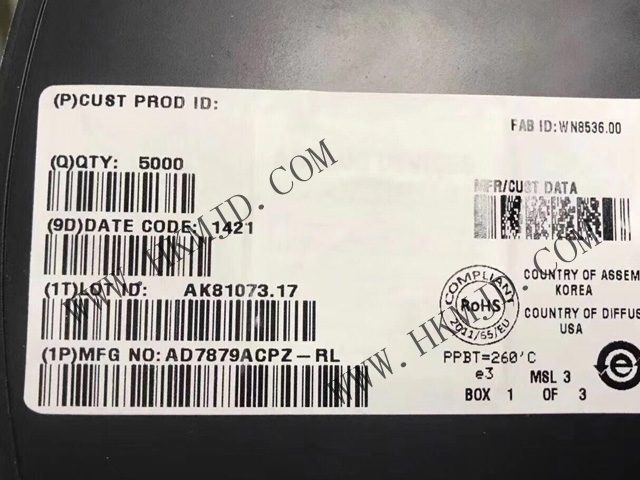 (P)CUST PROD ID:
FAB ID:WN8536.00
(Q)QTY: 5000
MFR/CUST DATA
(9D)DATE CODE: 1421
(1T)LOT ID: AK81073.17
COMPLIANT
RoHS
2011/65/EU
COUNTRY OF ASSEM
KOREA
COUNTRY OF DIFFUS
USA
(1P)MFG NO: AD7879ACPZ-RL
PPBT=260'C
e3
MSL 3
BOX 1 OF 3
e
WWW.HKMJD.COM
WWW.HKMJD.COM